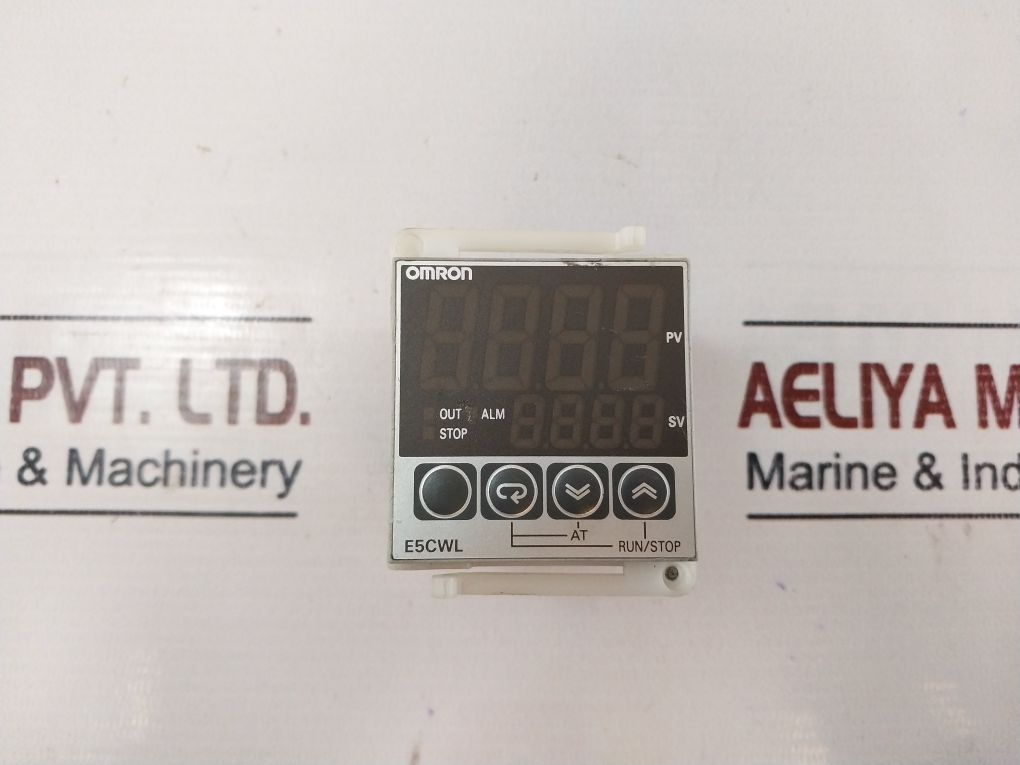 OMRON
PV
OUT ALM
STOP
SV
AT
E5CWL
RUN/STOP
PVT. LTD.
& Machinery
AELIYA M
Marine & Ind